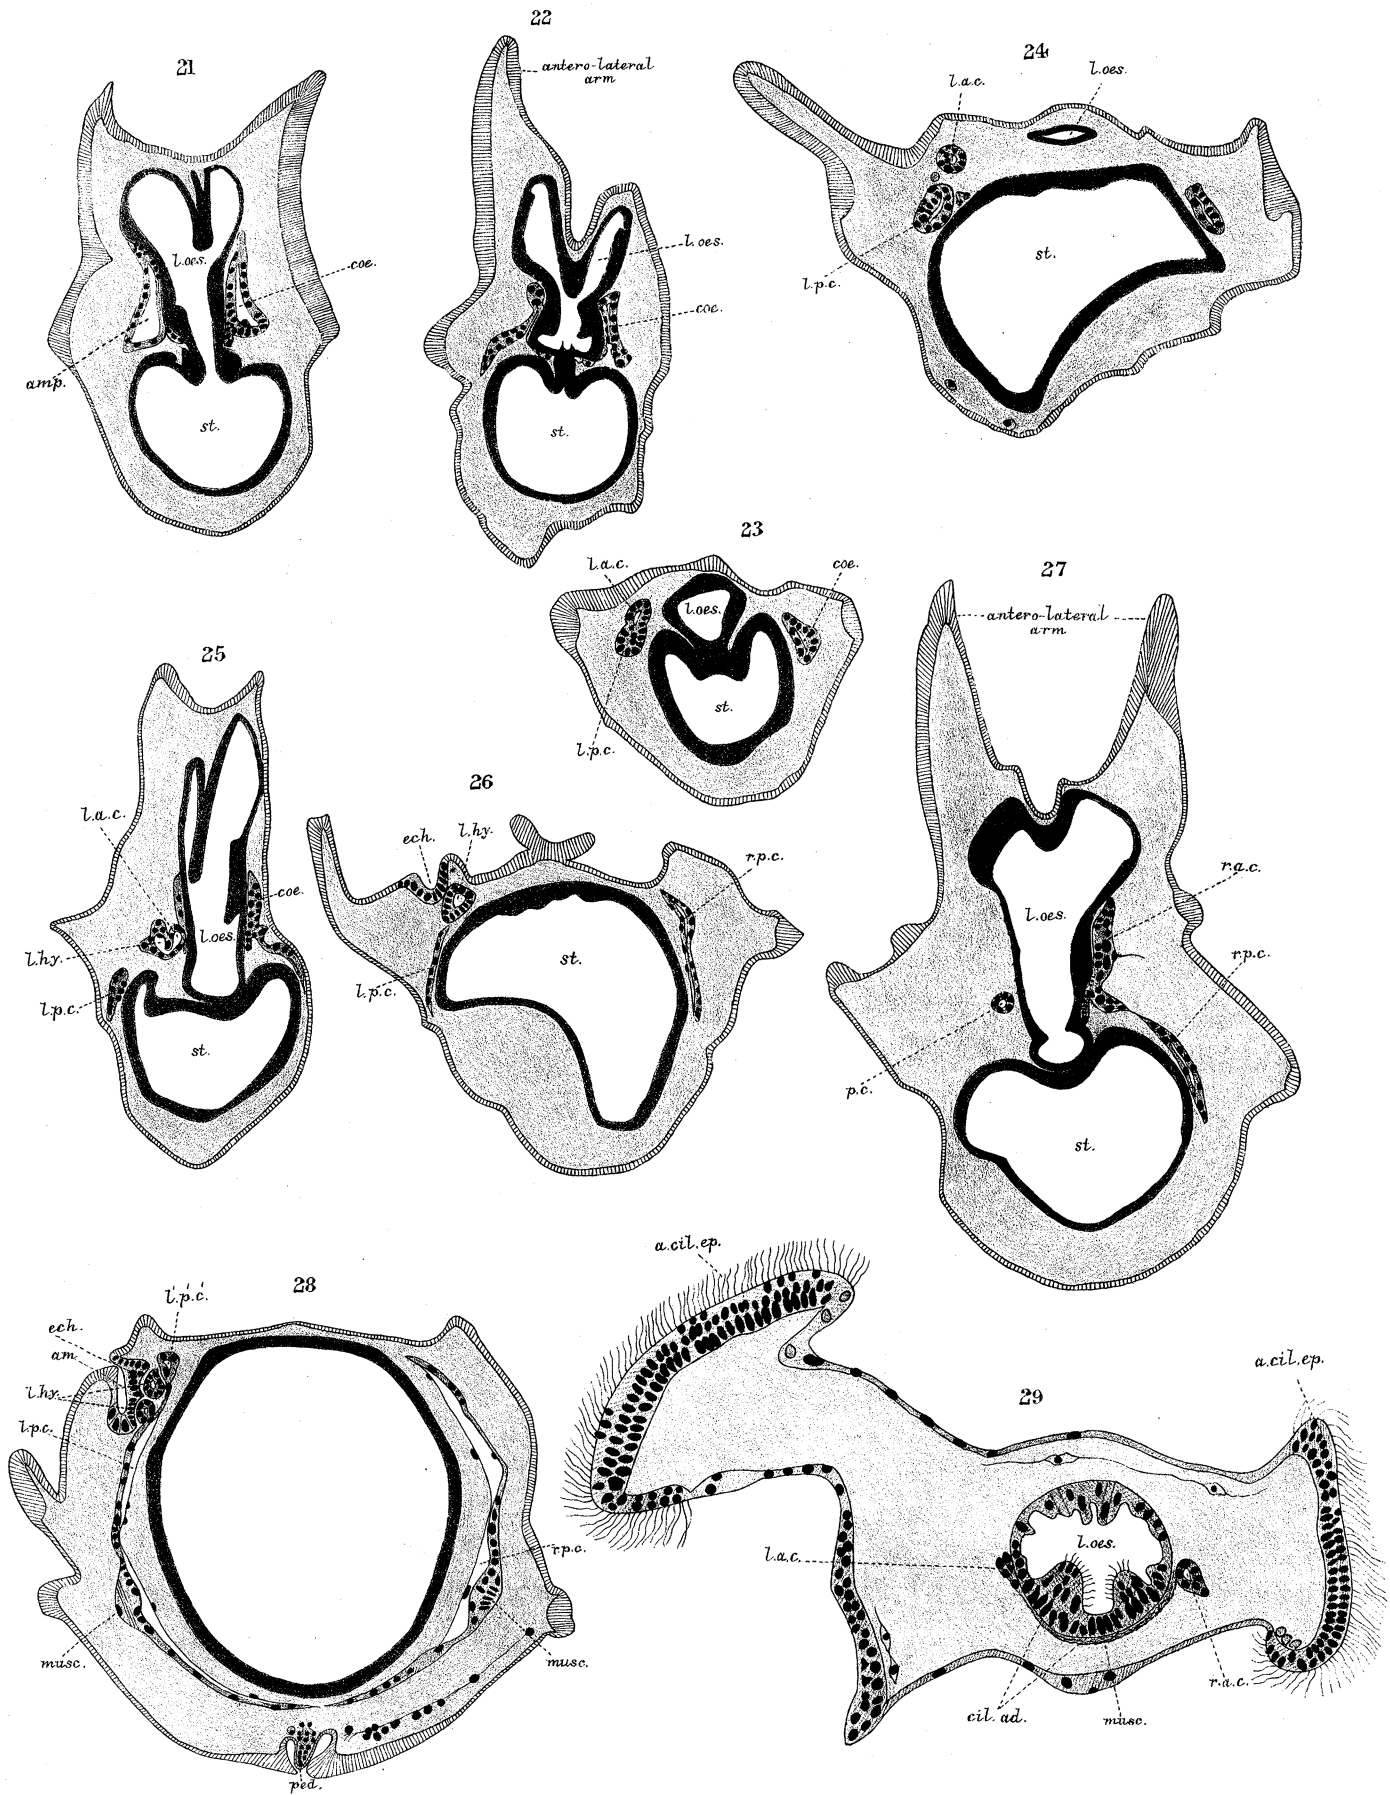 21
l.oes.
coe.
amp.
st.
22
antero-lateral
arm
l.oes.
coe.
st.
24
l.a.c.
l.oes.
st.
l.p.c.
23
l.a.c.
coe.
l.oes.
st.
l.p.c.
27
antero-lateral
arm
r.a.c.
l.oes.
r.p.c.
p.c.
st.
25
l.a.c.
coe.
l.oes.
l.hy.
l.p.c.
st.
26
ech.
l.hy.
r.p.c.
st.
l.p.c.
28
l'.p'.c'.
ech.
am.
l.hy.
l.p.c.
r.p.c.
musc.
musc.
ped.
29
a.cil.ep.
a.cil.ep.
l.oes.
l.a.c.
r.a.c.
cil. ad.
musc.